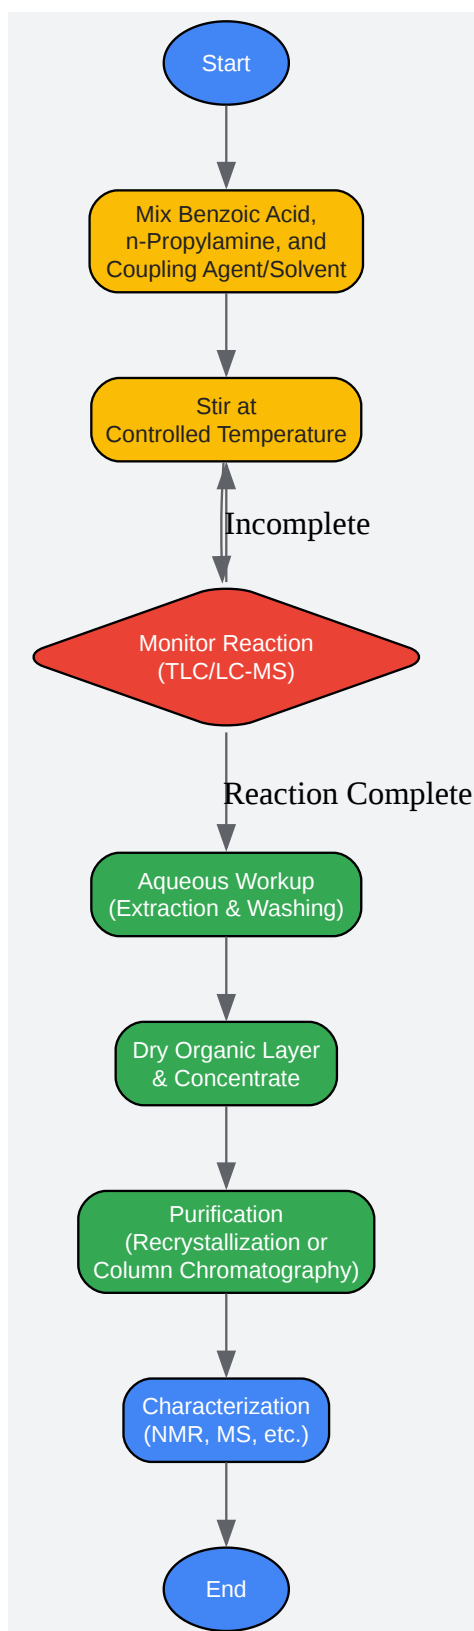 Start
Mix Benzoic Acid,
n-Propylamine, and
Coupling Agent/Solvent
Stir at
Controlled Temperature
Incomplete
Monitor Reaction
(TLC/LC-MS)
Reaction Complete
Aqueous Workup
(Extraction & Washing)
Dry Organic Layer
& Concentrate
Purification
(Recrystallization or
Column Chromatography)
Characterization
(NMR, MS, etc.)
End